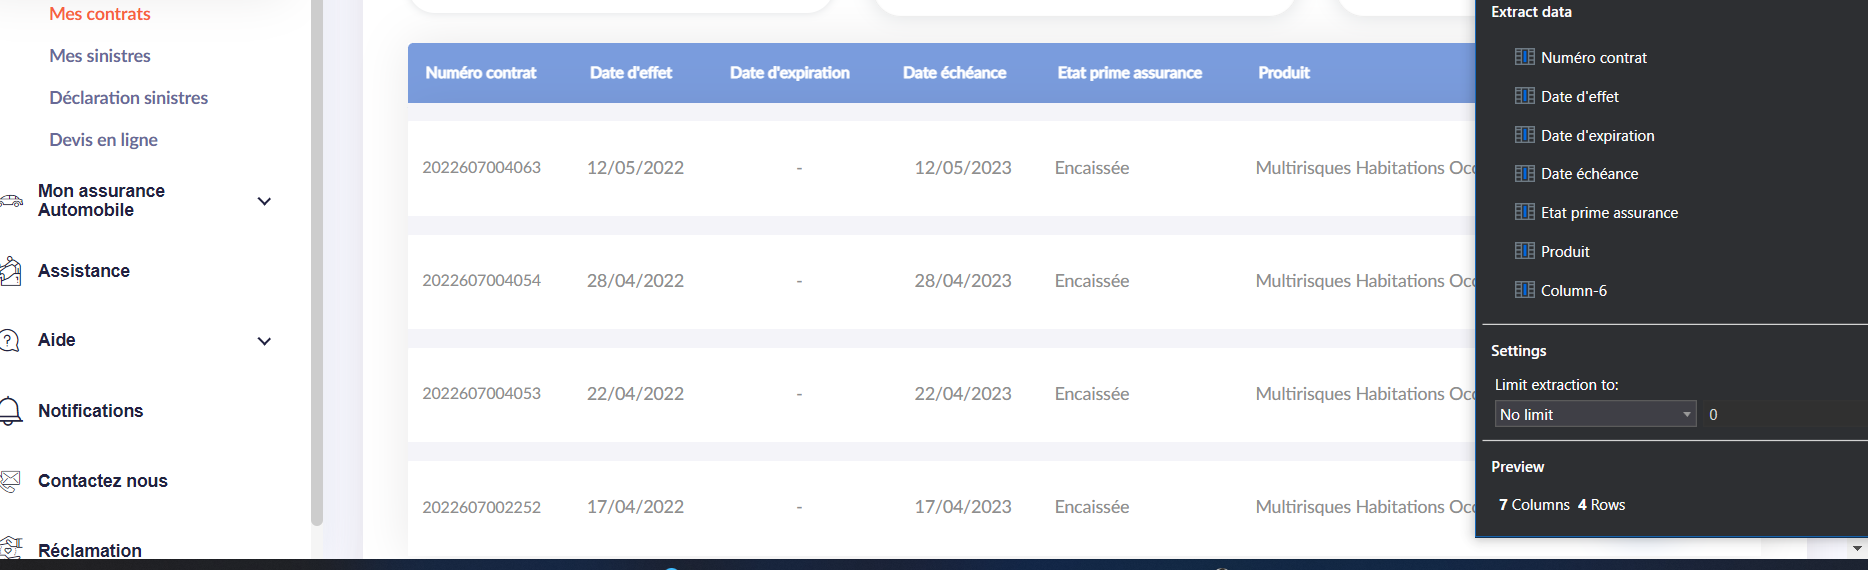 Mes contrats
Mes sinistres
Déclaration sinistres
Devis en ligne
Mon assurance
Automobile
Assistance
Aide
Notifications
Contactez nous
Réclamation
Numéro contrat Date d'effet Date d'expiration Date échéance Etat prime assurance Produit
2022607004063 12/05/2022 - 12/05/2023 Encaissée Multirisques Habitations Occ
2022607004054 28/04/2022 - 28/04/2023 Encaissée Multirisques Habitations Occ
2022607004053 22/04/2022 - 22/04/2023 Encaissée Multirisques Habitations Occ
2022607002252 17/04/2022 - 17/04/2023 Encaissée Multirisques Habitations Occ
Extract data
Numéro contrat
Date d'effet
Date d'expiration
Date échéance
Etat prime assurance
Produit
Column-6
Settings
Limit extraction to:
No limit 0
Preview
7 Columns 4 Rows